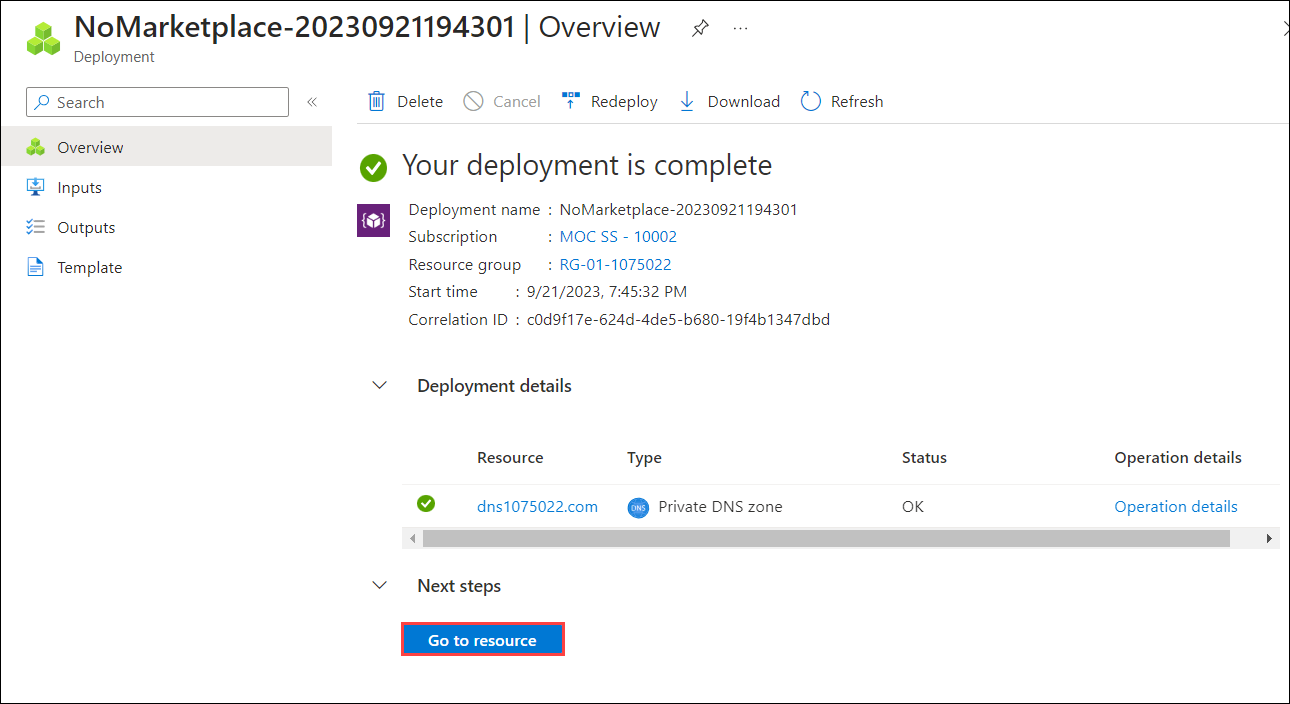 NoMarketplace-20230921194301 | Overview ...
Deployment
Search «
Delete Cancel Redeploy Download Refresh
Overview
Inputs
Outputs
Template
Your deployment is complete
Deployment name : NoMarketplace-20230921194301
Subscription : MOC SS - 10002
Resource group : RG-01-1075022
Start time : 9/21/2023, 7:45:32 PM
Correlation ID : c0d9f17e-624d-4de5-b680-19f4b1347dbd
Deployment details
Resource Type Status Operation details
dns1075022.com DNS Private DNS zone OK Operation details
Next steps
Go to resource